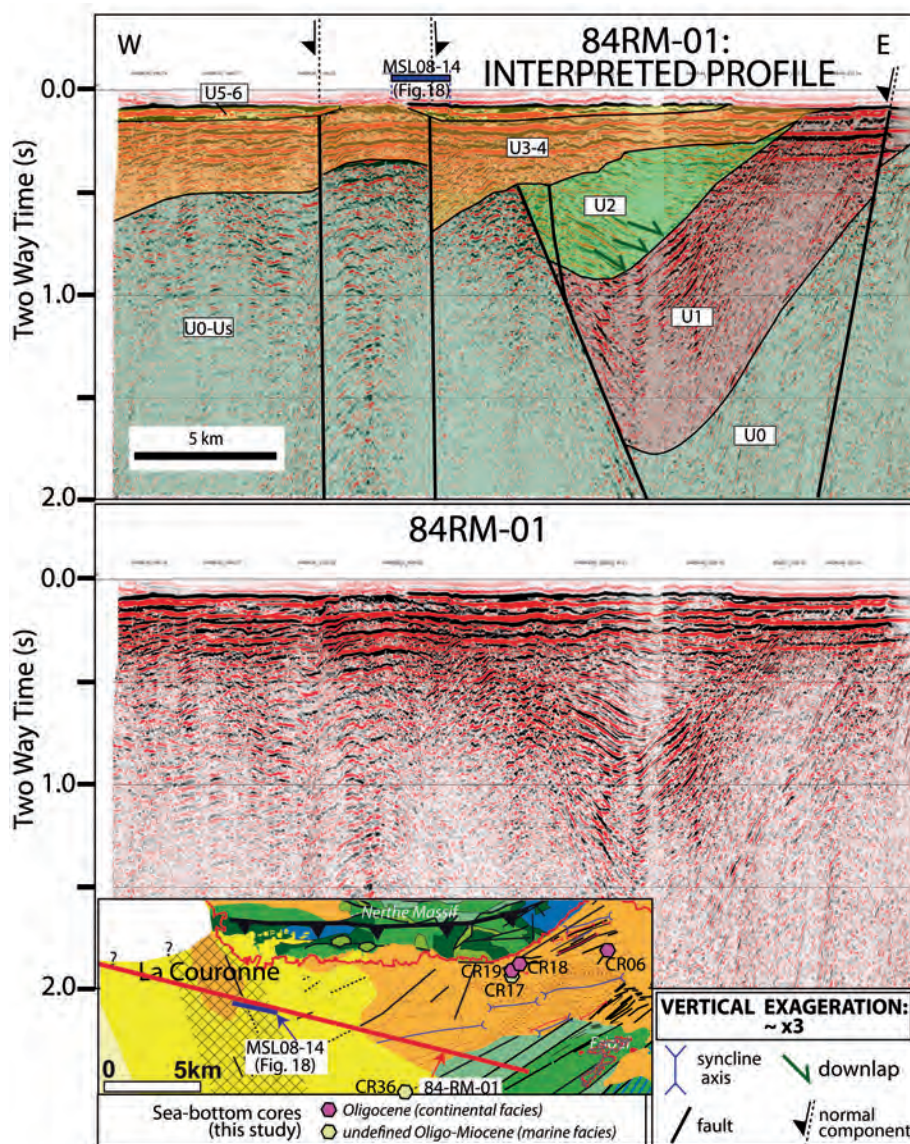 W
84RM-01:
INTERPRETED PROFILE
E
MSL08-14
(Fig.18)
0.0
U5-6
U3-4
U2
U1
U0-Us
U0
1.0
2.0
Two Way Time (s)
5 km
84RM-01
0.0
1.0
2.0
Two Way Time (s)
Nerthe Massif
? ?
La Couronne
CR19 CR18 CR06
CR17
MSL08-14
(Fig. 18)
0 5km
CR36 84-RM-01
Sea-bottom cores
(this study)
Oligocene (continental facies)
undefined Oligo-Miocene (marine facies)
VERTICAL EXAGERATION:
~ x3
syncline
axis
downlap
fault
normal
component